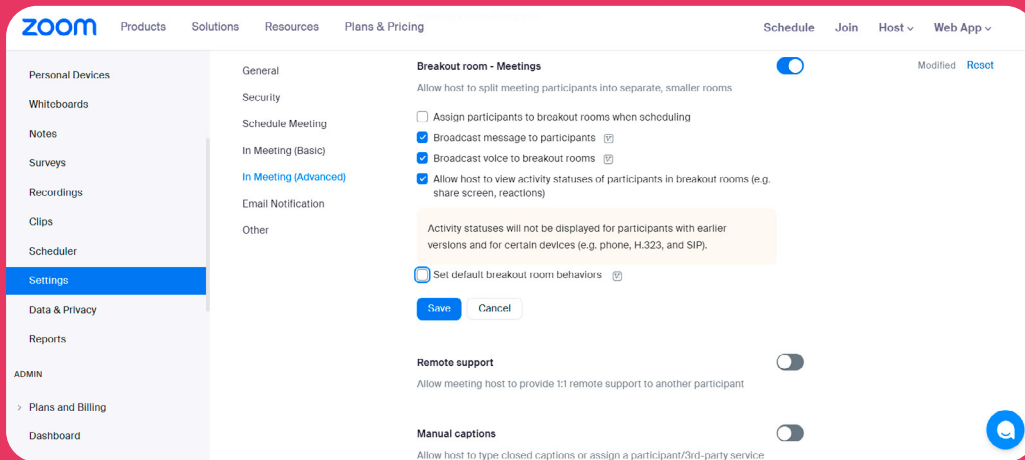 zoom
Products Solutions Resources Plans & Pricing
Schedule Join Host Web App
Personal Devices
Whiteboards
Notes
Surveys
Recordings
Clips
Scheduler
Settings
Data & Privacy
Reports
ADMIN
Plans and Billing
Dashboard
General
Security
Schedule Meeting
In Meeting (Basic)
In Meeting (Advanced)
Email Notification
Other
Breakout room - Meetings
Modified Reset
Allow host to split meeting participants into separate, smaller rooms
Assign participants to breakout rooms when scheduling
Broadcast message to participants
Broadcast voice to breakout rooms
Allow host to view activity statuses of participants in breakout rooms (e.g.
share screen, reactions)
Activity statuses will not be displayed for participants with earlier
versions and for certain devices (e.g. phone, H.323, and SIP).
Set default breakout room behaviors
Save Cancel
Remote support
Allow meeting host to provide 1:1 remote support to another participant
Manual captions
Allow host to type closed captions or assign a participant/3rd-party service